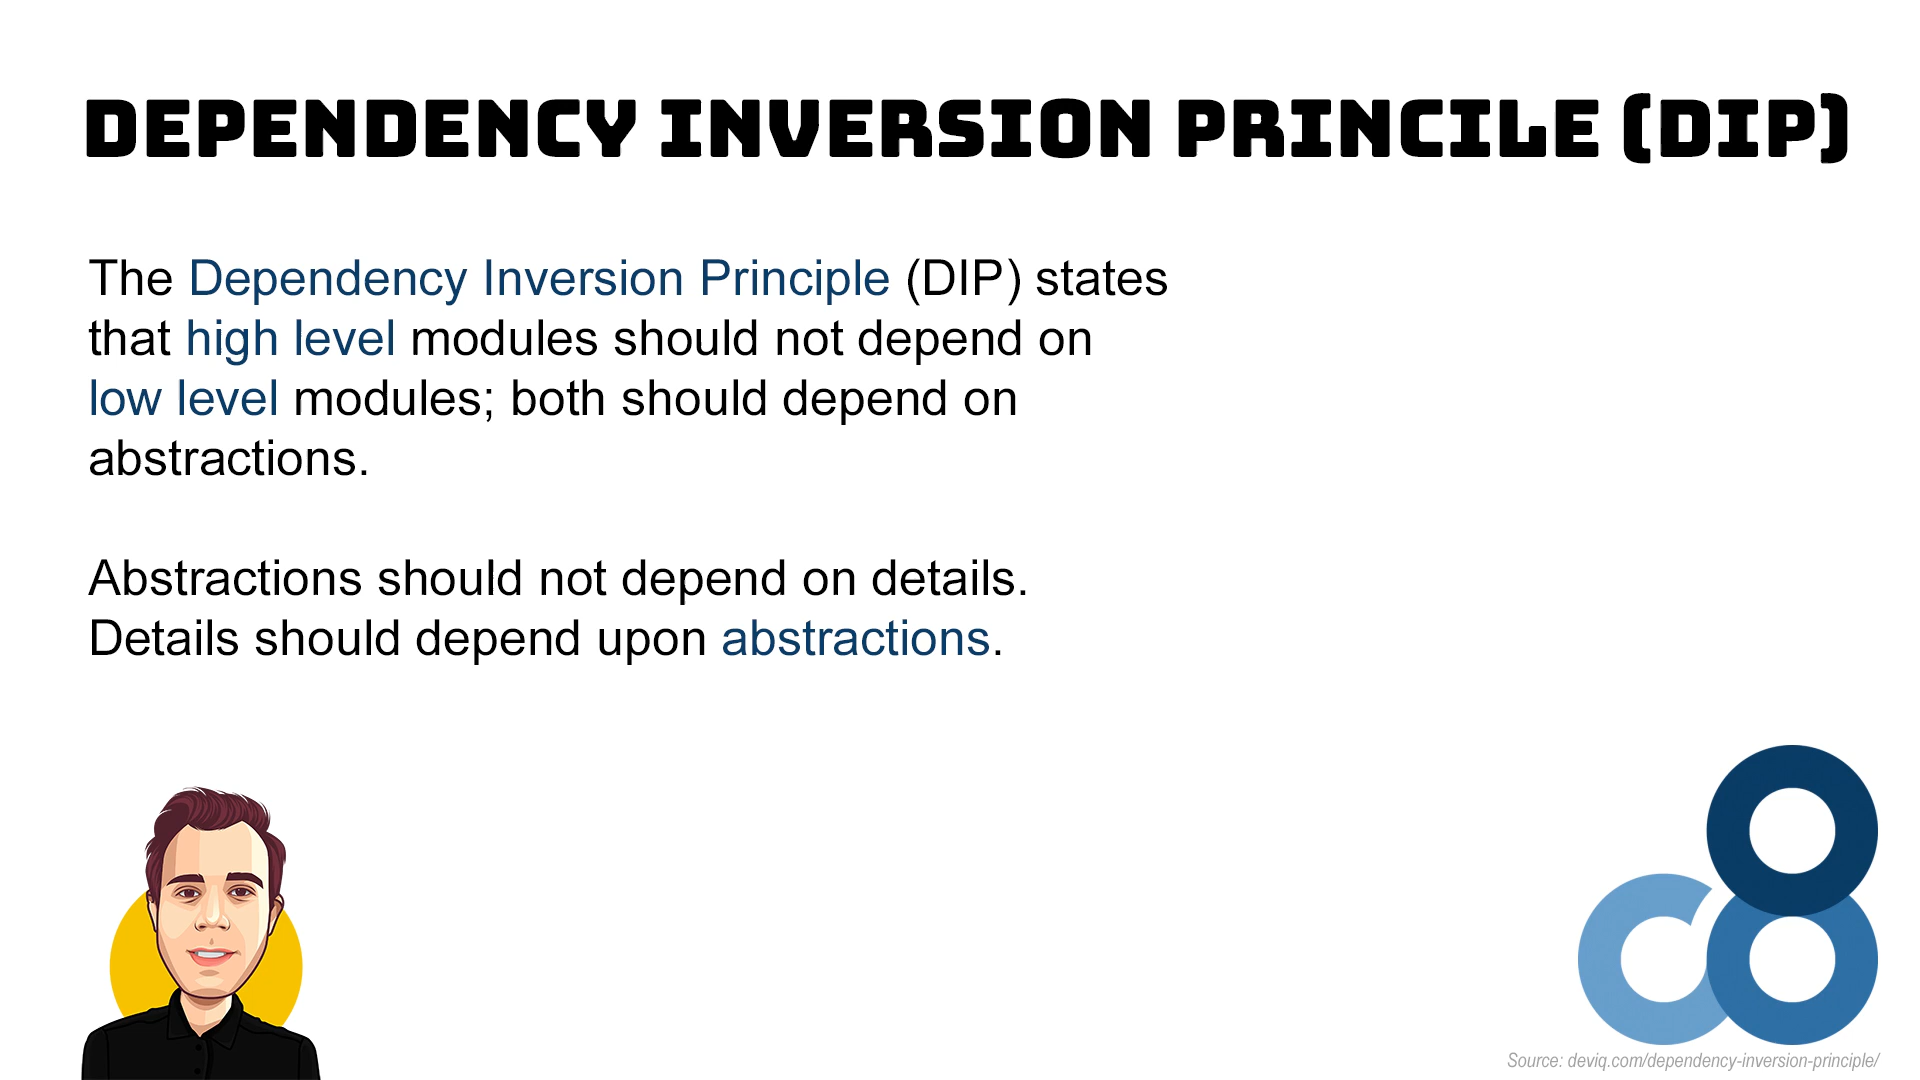 DEPENDENCY INVERSION PRINCILE (DIP)
The Dependency Inversion Principle (DIP) states
that high level modules should not depend on
low level modules; both should depend on
abstractions.
Abstractions should not depend on details.
Details should depend upon abstractions.
Source: deviq.com/dependency-inversion-principle/